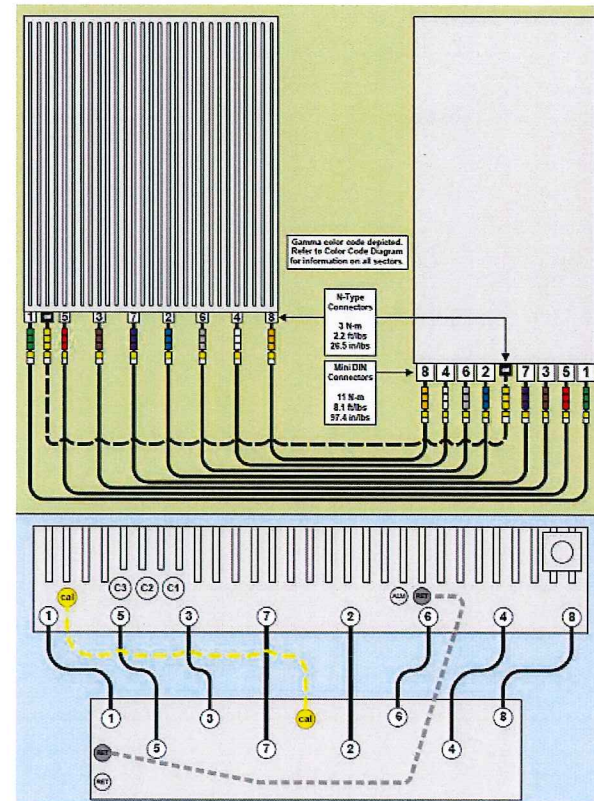 Gamma color code depicted.
Refer to Color Code Diagram
for information on all sectors.
N-Type
Connectors
3 N-m
2.2 ft/lbs
26.5 in/lbs
1 5 3 7 2 6 4 8
Mini DIN
Connectors
11 N-m
8.1 ft/lbs
97.4 in/lbs
8 4 6 2 7 3 5 1
C3 C2 C1
cal ALM RET
1 5 3 7 2 6 4 8
1 3 cal 6 8
5 7 2 4
RET
RET